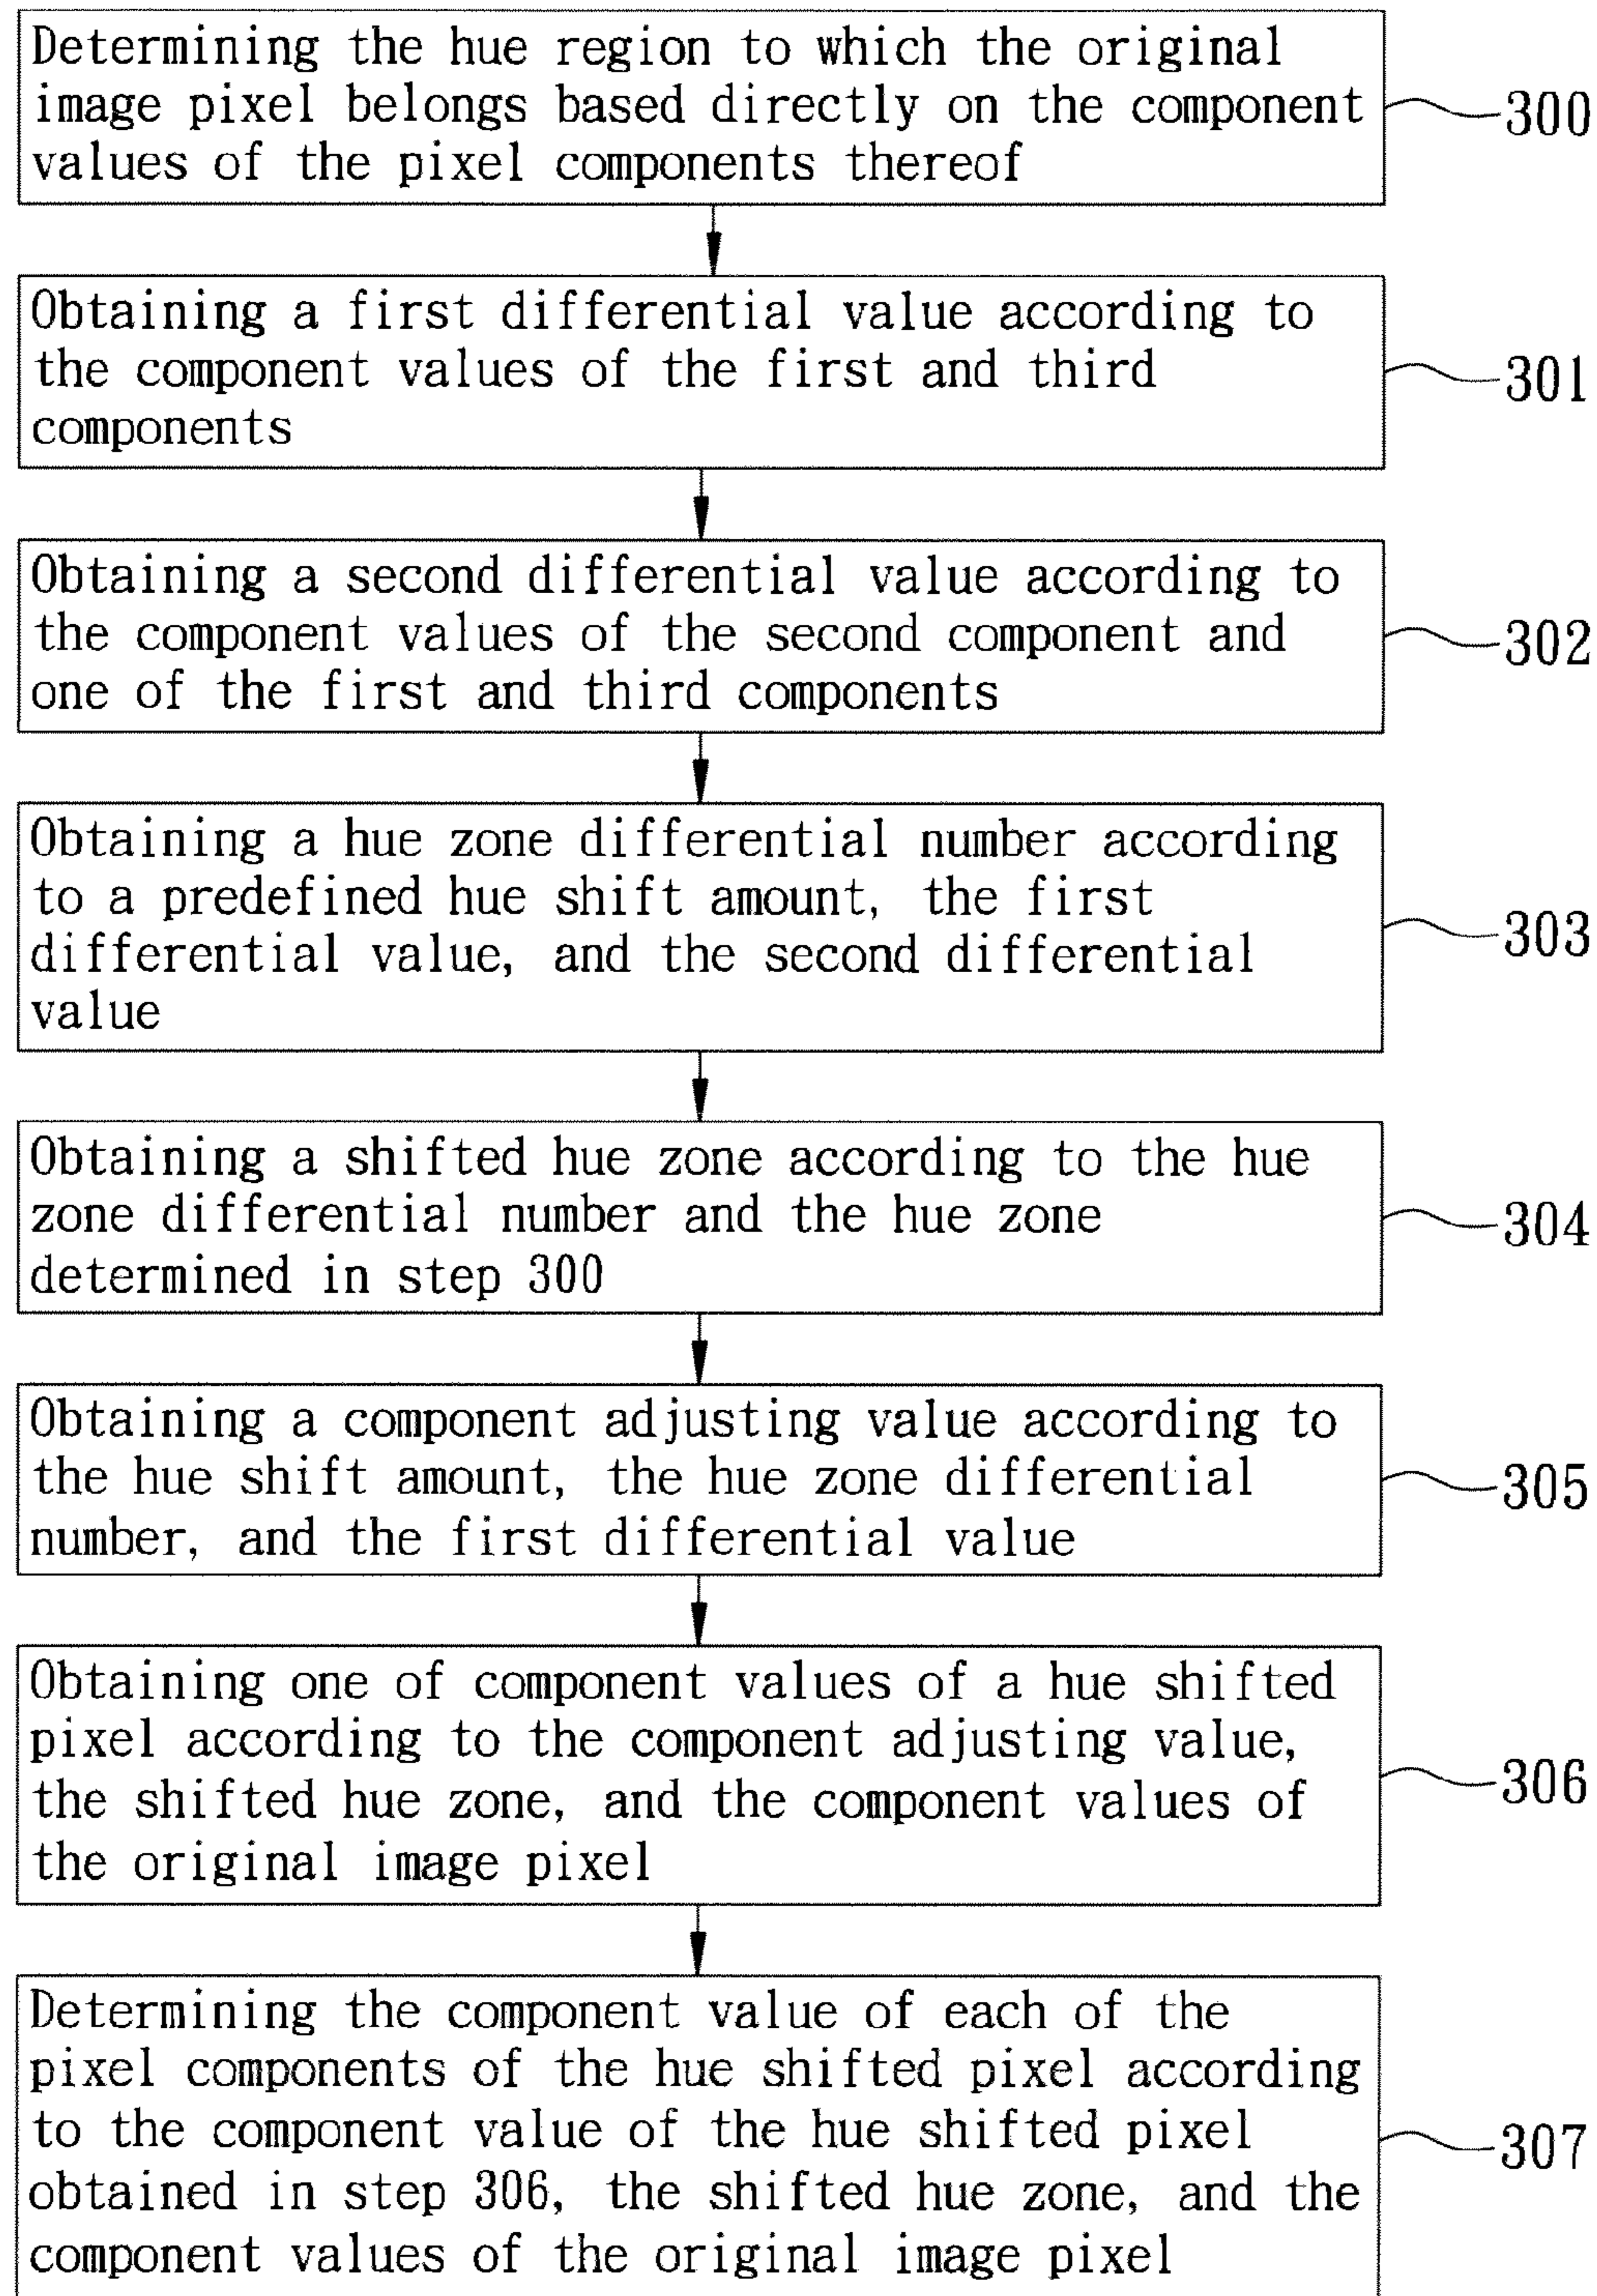 Determining the hue region to which the original
image pixel belongs based directly on the component
values of the pixel components thereof
300
Obtaining a first differential value according to
the component values of the first and third
components
301
Obtaining a second differential value according to
the component values of the second component and
one of the first and third components
302
Obtaining a hue zone differential number according
to a predefined hue shift amount, the first
differential value, and the second differential
value
303
Obtaining a shifted hue zone according to the hue
zone differential number and the hue zone
determined in step 300
304
Obtaining a component adjusting value according to
the hue shift amount, the hue zone differential
number, and the first differential value
305
Obtaining one of component values of a hue shifted
pixel according to the component adjusting value,
the shifted hue zone, and the component values of
the original image pixel
306
Determining the component value of each of the
pixel components of the hue shifted pixel according
to the component value of the hue shifted pixel
obtained in step 306, the shifted hue zone, and the
component values of the original image pixel
307